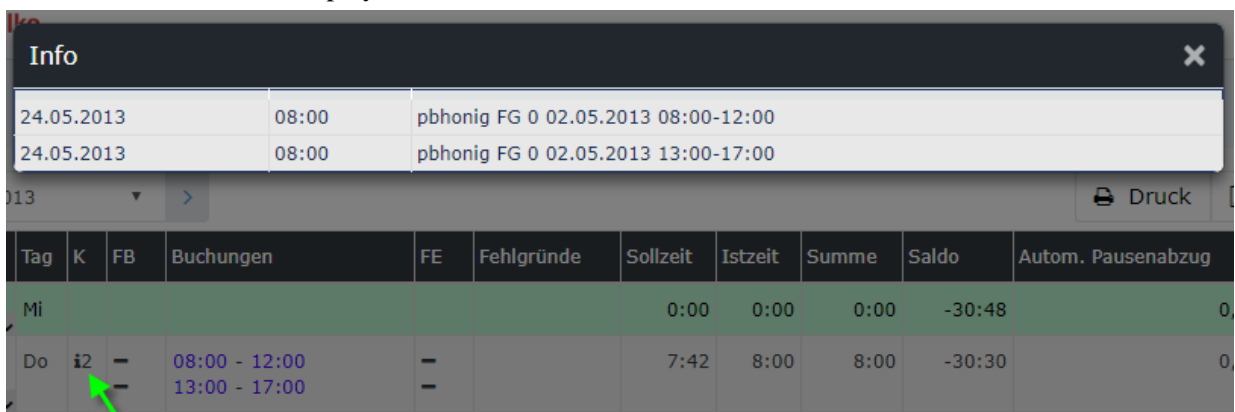 Info
24.05.2013 08:00 pbhonig FG 0 02.05.2013 08:00-12:00
24.05.2013 08:00 pbhonig FG 0 02.05.2013 13:00-17:00
013 Druck
Tag K FB Buchungen FE Fehlgründe Sollzeit Istzeit Summe Saldo Autom. Pausenabzug
Mi 0:00 0:00 0:00 -30:48 0,
Do i2 08:00 - 12:00 7:42 8:00 8:00 -30:30 0,
13:00 - 17:00